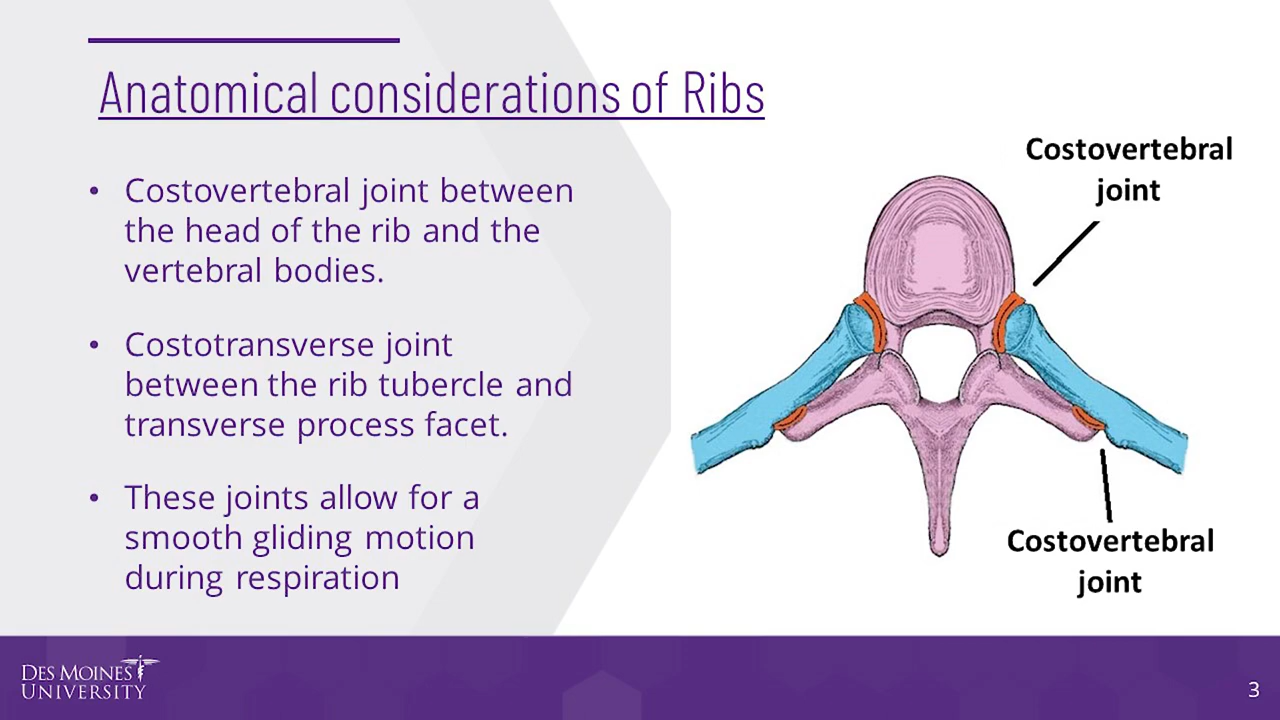 Anatomical considerations of Ribs
• Costovertebral joint between
the head of the rib and the
vertebral bodies.
• Costotransverse joint
between the rib tubercle and
transverse process facet.
• These joints allow for a
smooth gliding motion
during respiration
Costovertebral
joint
Costovertebral
joint
DES MOINES
UNIVERSITY
3